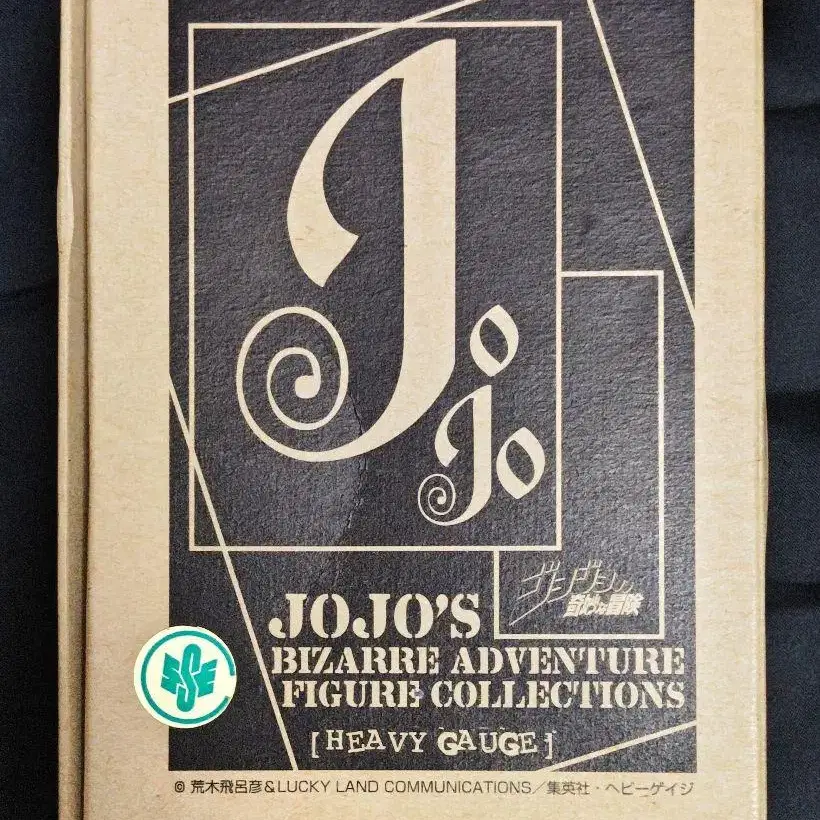 JoJo
ジョジョの
奇妙な冒険
JOJO'S
BIZARRE ADVENTURE
FIGURE COLLECTIONS
[HEAVY GAUGE]
© 荒木飛呂彦&LUCKY LAND COMMUNICATIONS/集英社・ヘビーゲイジ